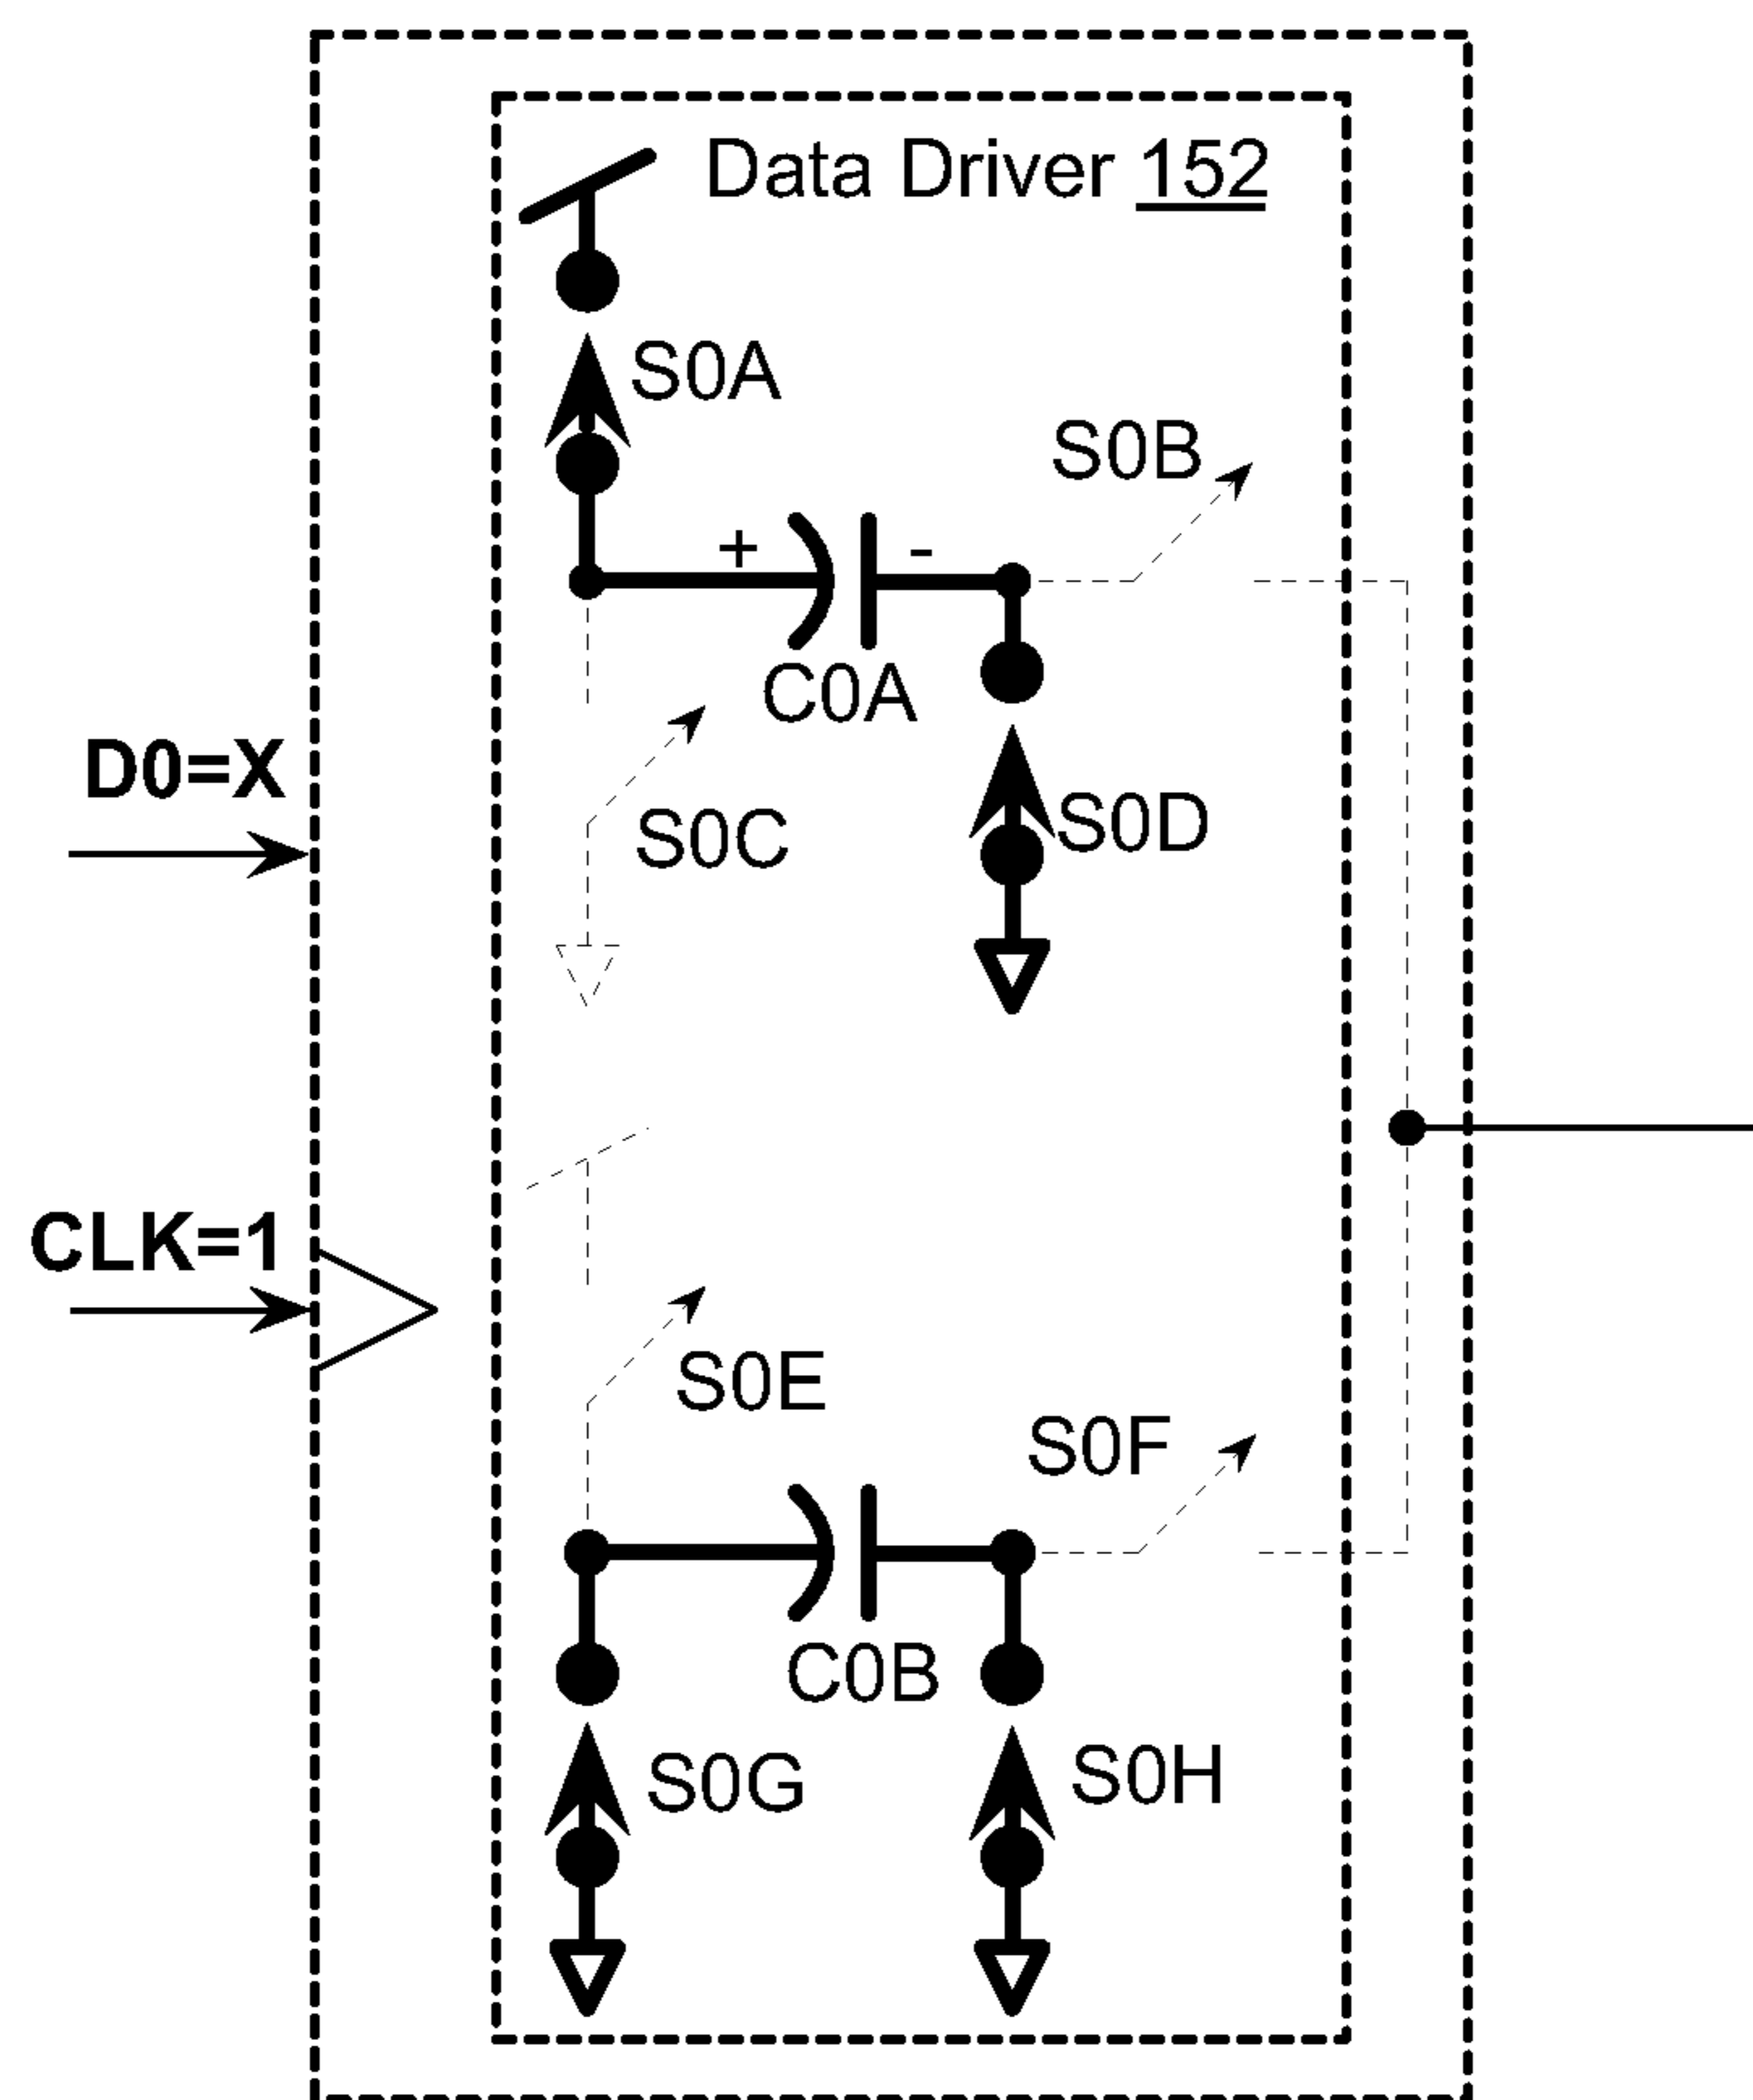 Data Driver 152
S0A
S0B
+ -
C0A
D0=X
S0C
S0D
CLK=1
S0E
S0F
C0B
S0G
S0H